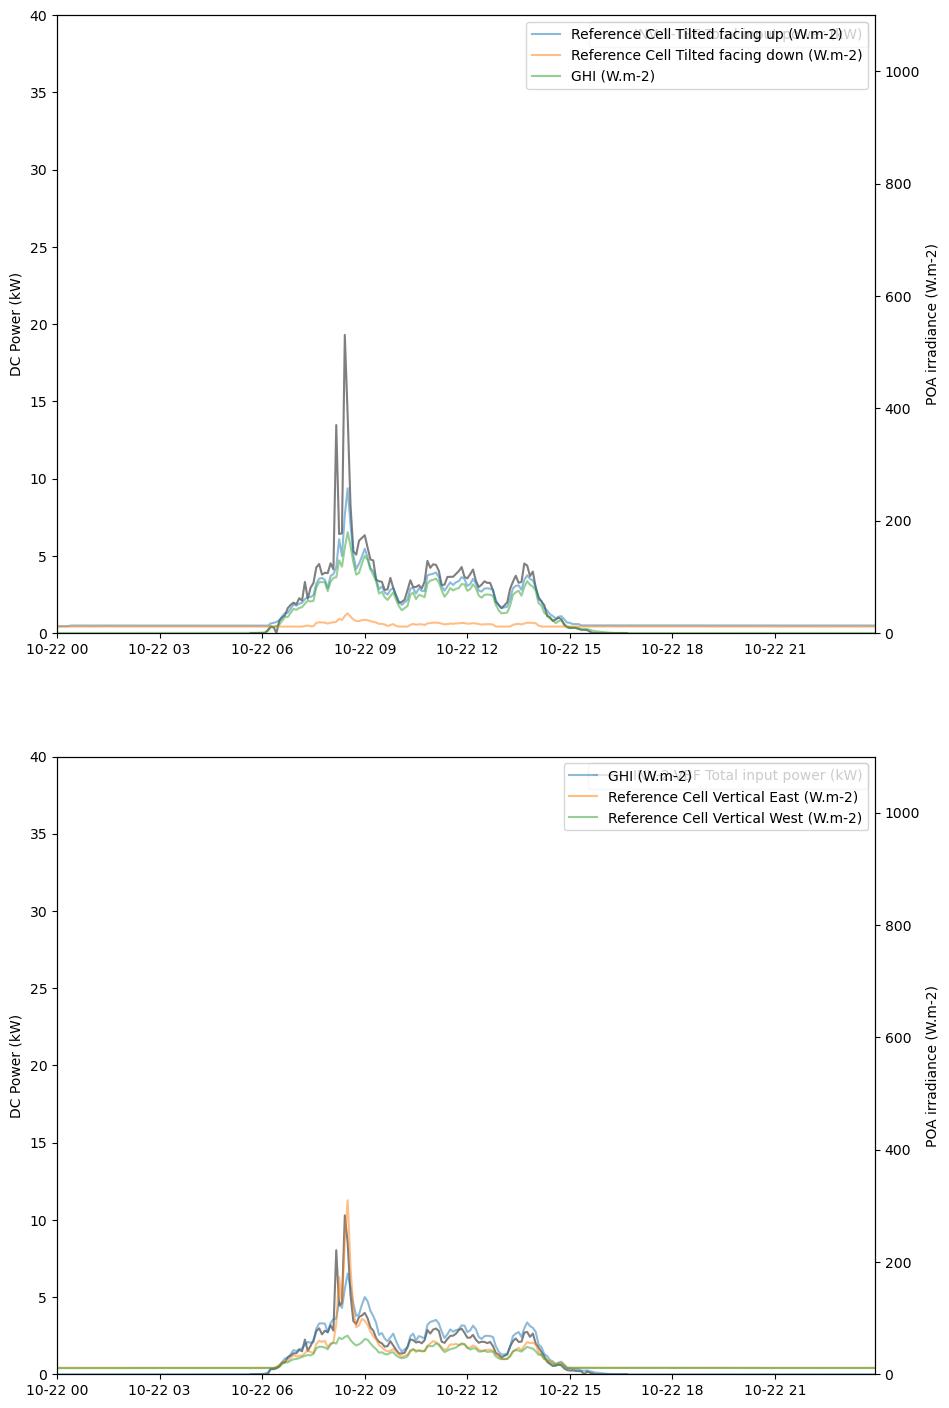 40
35
30
25
20
15
10
5
0
DC Power (kW)
Reference Cell Tilted facing up (W.m-2)
Reference Cell Tilted facing down (W.m-2)
GHI (W.m-2)
1000
800
600
400
200
0
POA irradiance (W.m-2)
10-22 00 10-22 03 10-22 06 10-22 09 10-22 12 10-22 15 10-22 18 10-22 21
40
35
30
25
20
15
10
5
0
DC Power (kW)
GHI (W.m-2) Total input power (kW)
Reference Cell Vertical East (W.m-2)
Reference Cell Vertical West (W.m-2)
1000
800
600
400
200
0
POA irradiance (W.m-2)
10-22 00 10-22 03 10-22 06 10-22 09 10-22 12 10-22 15 10-22 18 10-22 21